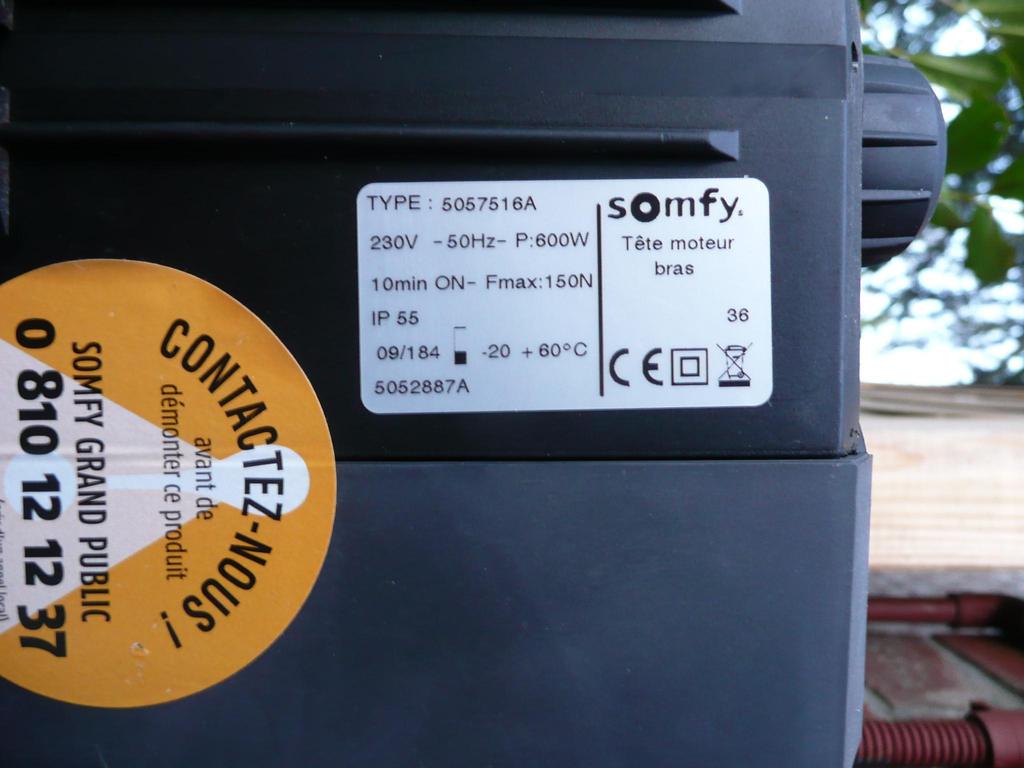 TYPE : 5057516A
230V - 50Hz- P:600W
10min ON- Fmax:150N
IP 55
09/184 -20 +60°C
5052887A
somfy
Tête moteur
bras
36
CE
CONTACTEZ-NOUS !
avant de
démonter ce produit
SOMFY GRAND PUBLIC
0 810 12 12 37